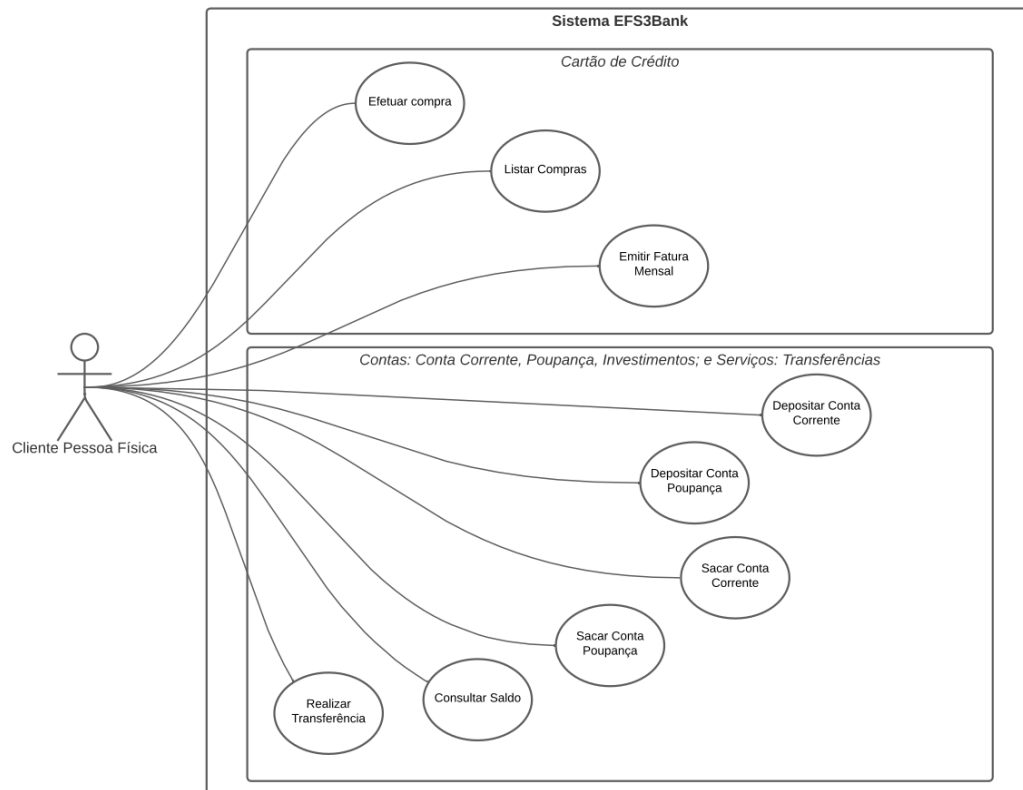 Sistema EFS3Bank
Cartão de Crédito
Efetuar compra
Listar Compras
Emitir Fatura
Mensal
Cliente Pessoa Física
Contas: Conta Corrente, Poupança, Investimentos; e Serviços: Transferências
Depositar Conta
Corrente
Depositar Conta
Poupança
Sacar Conta
Corrente
Sacar Conta
Poupança
Consultar Saldo
Realizar
Transferência